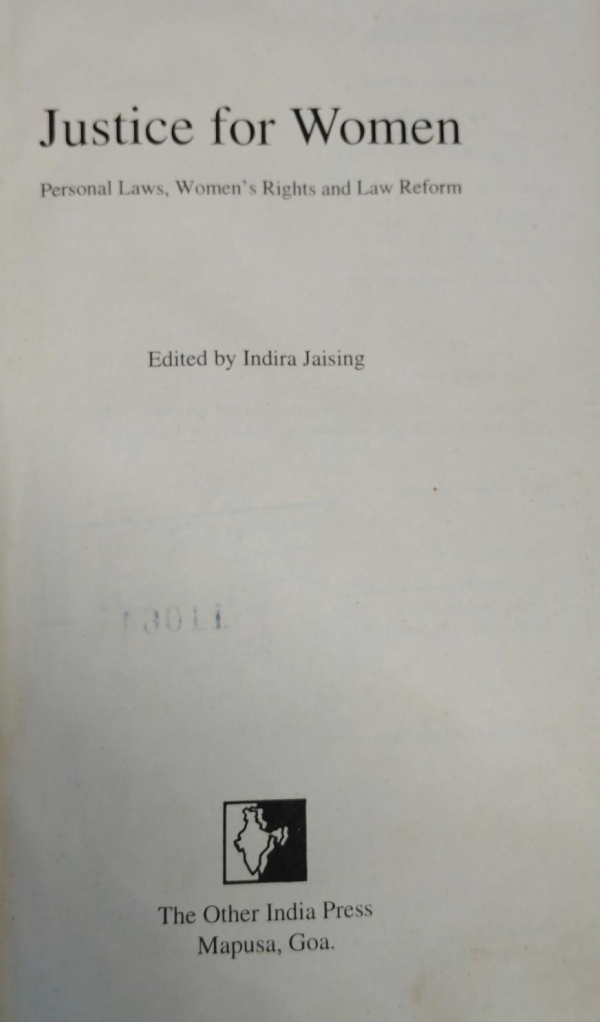 Justice for Women
Personal Laws, Women's Rights and Law Reform
Edited by Indira Jaising
The Other India Press
Mapusa, Goa.